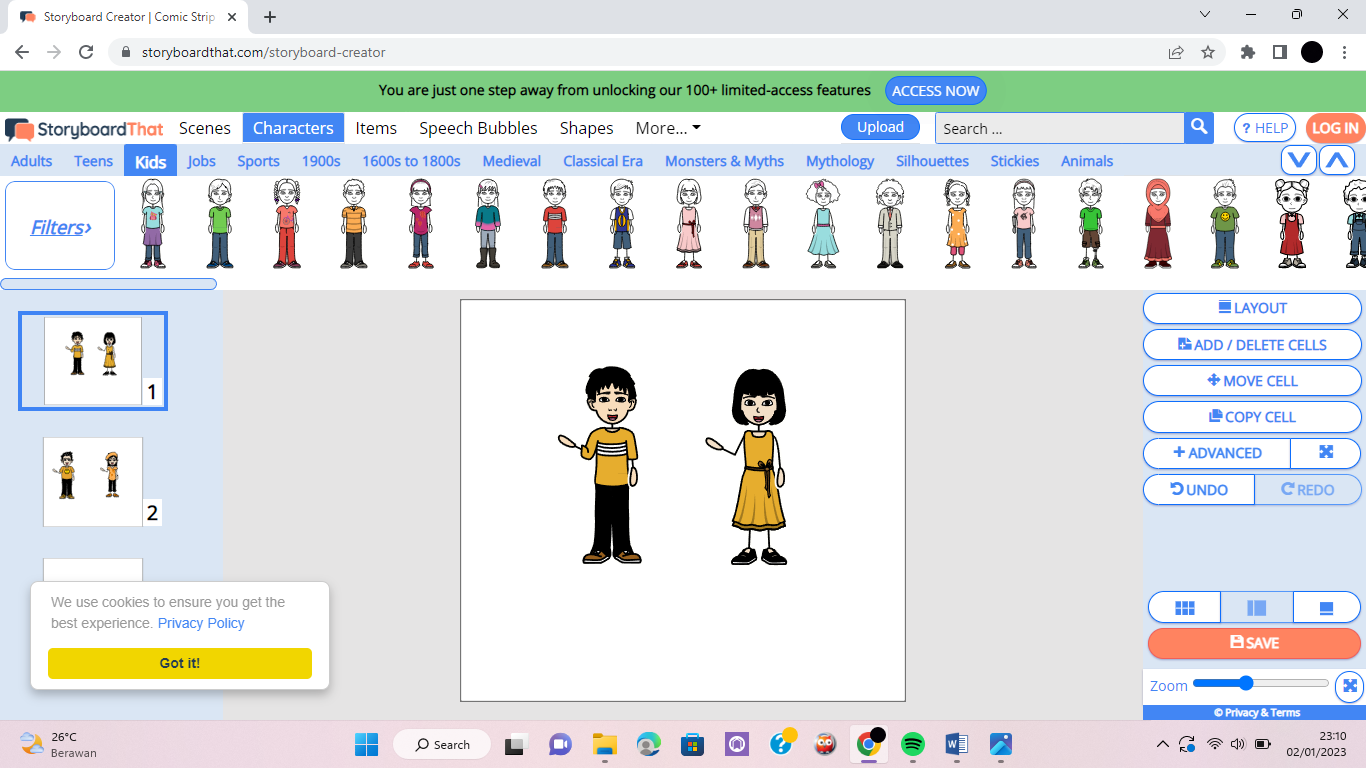 Storyboard Creator | Comic Strip
storyboardthat.com/storyboard-creator
You are just one step away from unlocking our 100+ limited-access features ACCESS NOW
StoryboardThat Scenes Characters Items Speech Bubbles Shapes More... Upload Search ... ? HELP LOG IN
Adults Teens Kids Jobs Sports 1900s 1600s to 1800s Medieval Classical Era Monsters & Myths Mythology Silhouettes Stickies Animals
Filters›
1
2
We use cookies to ensure you get the
best experience. Privacy Policy
Got it!
LAYOUT
ADD / DELETE CELLS
MOVE CELL
COPY CELL
ADVANCED
UNDO REDO
SAVE
Zoom
© Privacy & Terms
26°C
Berawan
Search
23:10
02/01/2023